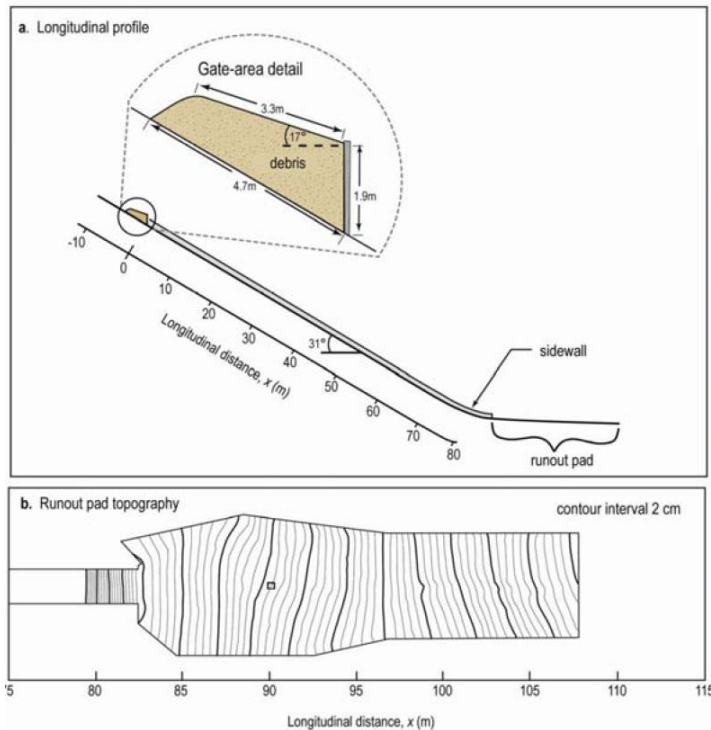 a. Longitudinal profile
Gate-area detail
3.3m
17°
debris
4.7m
1.9m
-10
0
10
20
30
40
50
60
70
80
Longitudinal distance, x (m)
31°
sidewall
runout pad
b. Runout pad topography
contour interval 2 cm
75 80 85 90 95 100 105 110 115
Longitudinal distance, x (m)